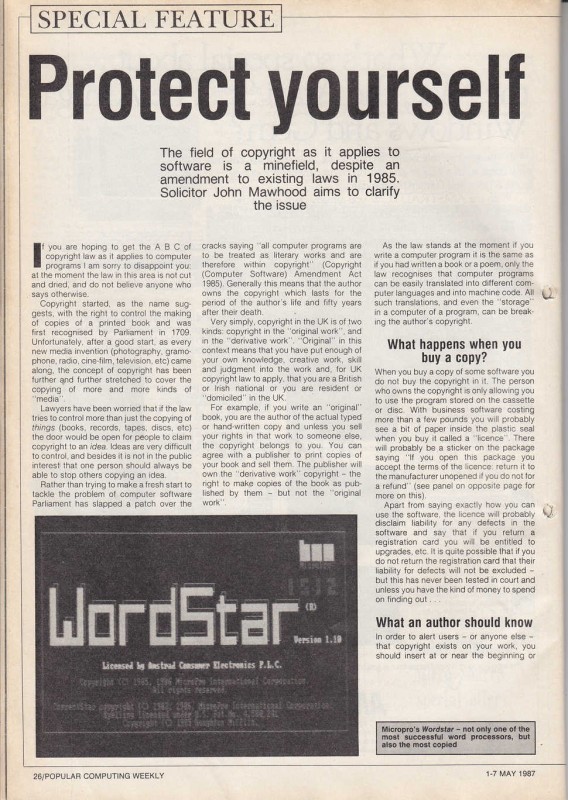 SPECIAL FEATURE
Protect yourself
The field of copyright as it applies to
software is a minefield, despite an
amendment to existing laws in 1985.
Solicitor John Mawhood aims to clarify
the issue
If you are hoping to get the A B C of
copyright law as it applies to computer
programs I am sorry to disappoint you:
at the moment the law in this area is not cut
and dried, and do not believe anyone who
says otherwise.
Copyright started, as the name sug-
gests, with the right to control the making
of copies of a printed book and was
first recognised by Parliament in 1709.
Unfortunately, after a good start, as every
new media invention (photography, gramo-
phone, radio, cine-film, television, etc) came
along, the concept of copyright has been
further and further stretched to cover the
copying of more and more kinds of
"media".
Lawyers have been worried that if the law
tries to control more than just the copying of
things (books, records, tapes, discs, etc)
the door would be open for people to claim
copyright to an idea. Ideas are very difficult
to control, and besides it is not in the public
interest that one person should always be
able to stop others copying an idea.
Rather than trying to make a fresh start to
tackle the problem of computer software
Parliament has slapped a patch over the
cracks saying "all computer programs are
to be treated as literary works and are
therefore within copyright" (Copyright
(Computer Software) Amendment Act
1985). Generally this means that the author
owns the copyright which lasts for the
period of the author's life and fifty years
after their death.
Very simply, copyright in the UK is of two
kinds: copyright in the "original work", and
in the "derivative work". "Original" in this
context means that you have put enough of
your own knowledge, creative work, skill
and judgment into the work and, for UK
copyright law to apply, that you are a British
or Irish national or you are resident or
"domiciled" in the UK.
For example, if you write an "original"
book, you are the author of the actual typed
or hand-written copy and unless you sell
your rights in that work to someone else,
the copyright belongs to you. You can
agree with a publisher to print copies of
your book and sell them. The publisher will
own the "derivative work" copyright – the
right to make copies of the book as pub-
lished by them – but not the "original
work".
As the law stands at the moment if you
write a computer program it is the same as
if you had written a book or a poem, only the
law recognises that computer programs
can be easily translated into different com-
puter languages and into machine code. All
such translations, and even the "storage"
in a computer of a program, can be break-
ing the author's copyright.
What happens when you
buy a copy?
When you buy a copy of some software you
do not buy the copyright in it. The person
who owns the copyright is only allowing you
to use the program stored on the cassette
or disc. With business software costing
more than a few pounds you will probably
see a bit of paper inside the plastic seal
when you buy it called a "licence". There
will probably be a sticker on the package
saying "If you open this package you
accept the terms of the licence: return it to
the manufacturer unopened if you do not for
a refund" (see panel on opposite page for
more on this).
Apart from saying exactly how you can
use the software, the licence will probably
disclaim liability for any defects in the
software and say that if you return a
registration card you will be entitled to
upgrades, etc. It is quite possible that if you
do not return the registration card that their
liability for defects will not be excluded –
but this has never been tested in court and
unless you have the kind of money to spend
on finding out . . .
What an author should know
In order to alert users – or anyone else –
that copyright exists on your work, you
should insert at or near the beginning or
1512
WordStar (R)
Version 1.10
Licensed by Amstrad Consumer Electronics P.L.C.
Copyright (C) 1985, 1986 MicroPro International Corporation.
All rights reserved.
Micropro's Wordstar – not only one of the
most successful word processors, but
also the most copied
26/POPULAR COMPUTING WEEKLY
1-7 MAY 1987